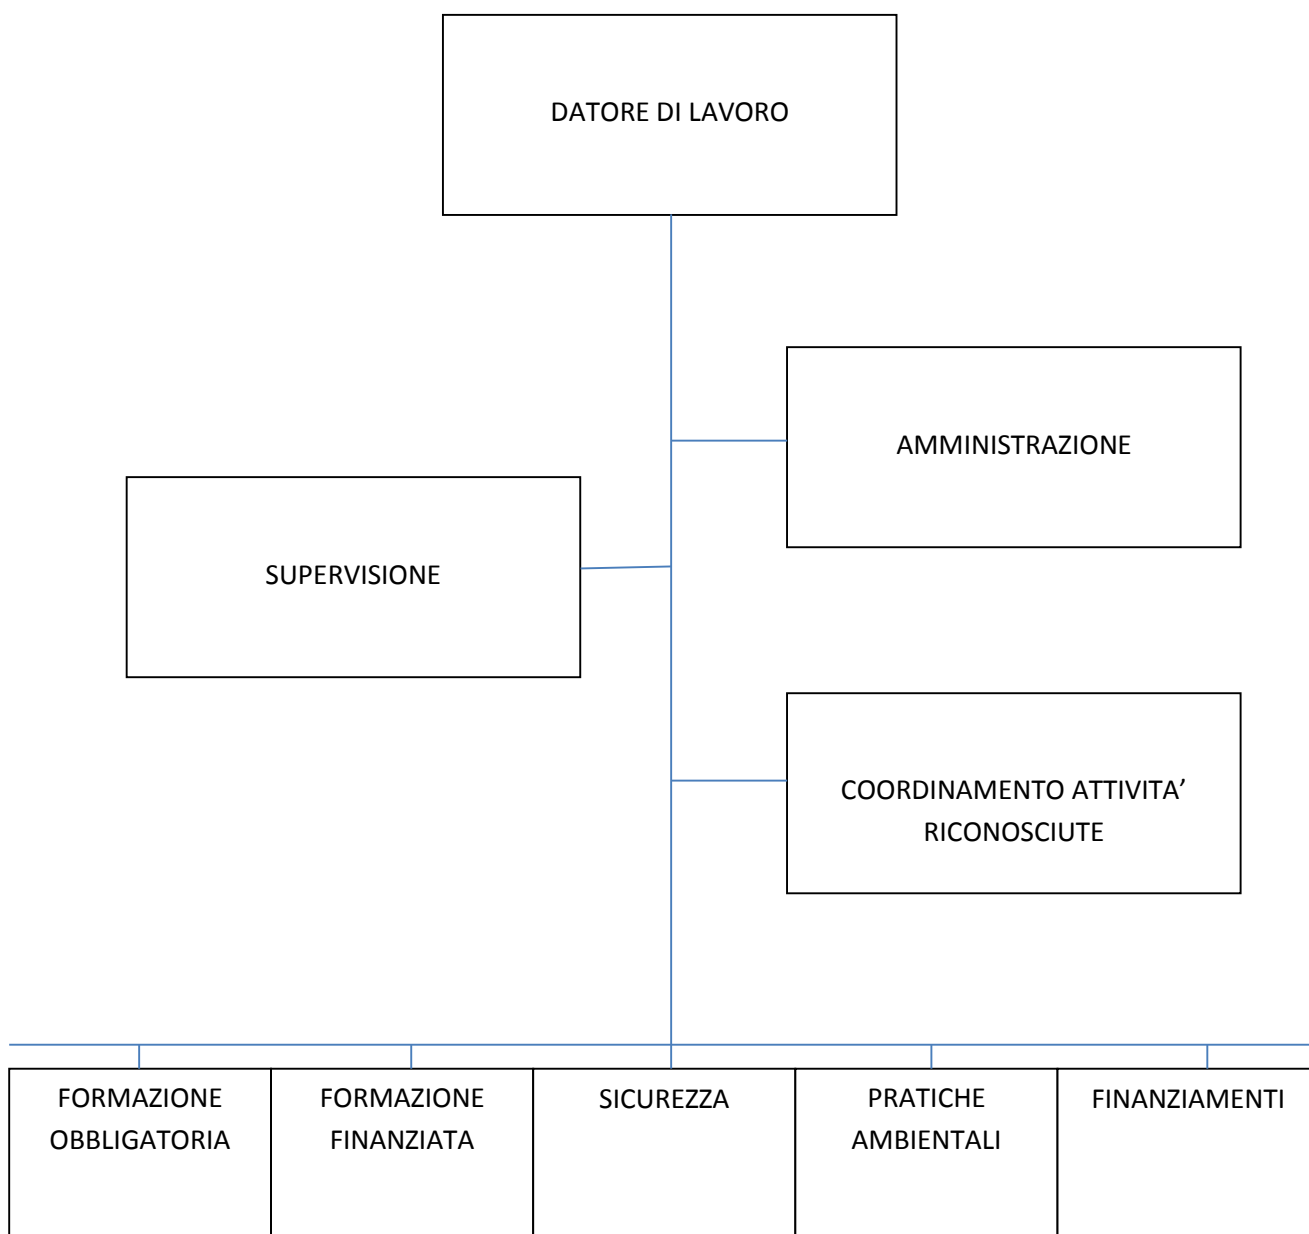 DATORE DI LAVORO
AMMINISTRAZIONE
SUPERVISIONE
COORDINAMENTO ATTIVITA’
RICONOSCIUTE
FORMAZIONE
OBBLIGATORIA
FORMAZIONE
FINANZIATA
SICUREZZA
PRATICHE
AMBIENTALI
FINANZIAMENTI